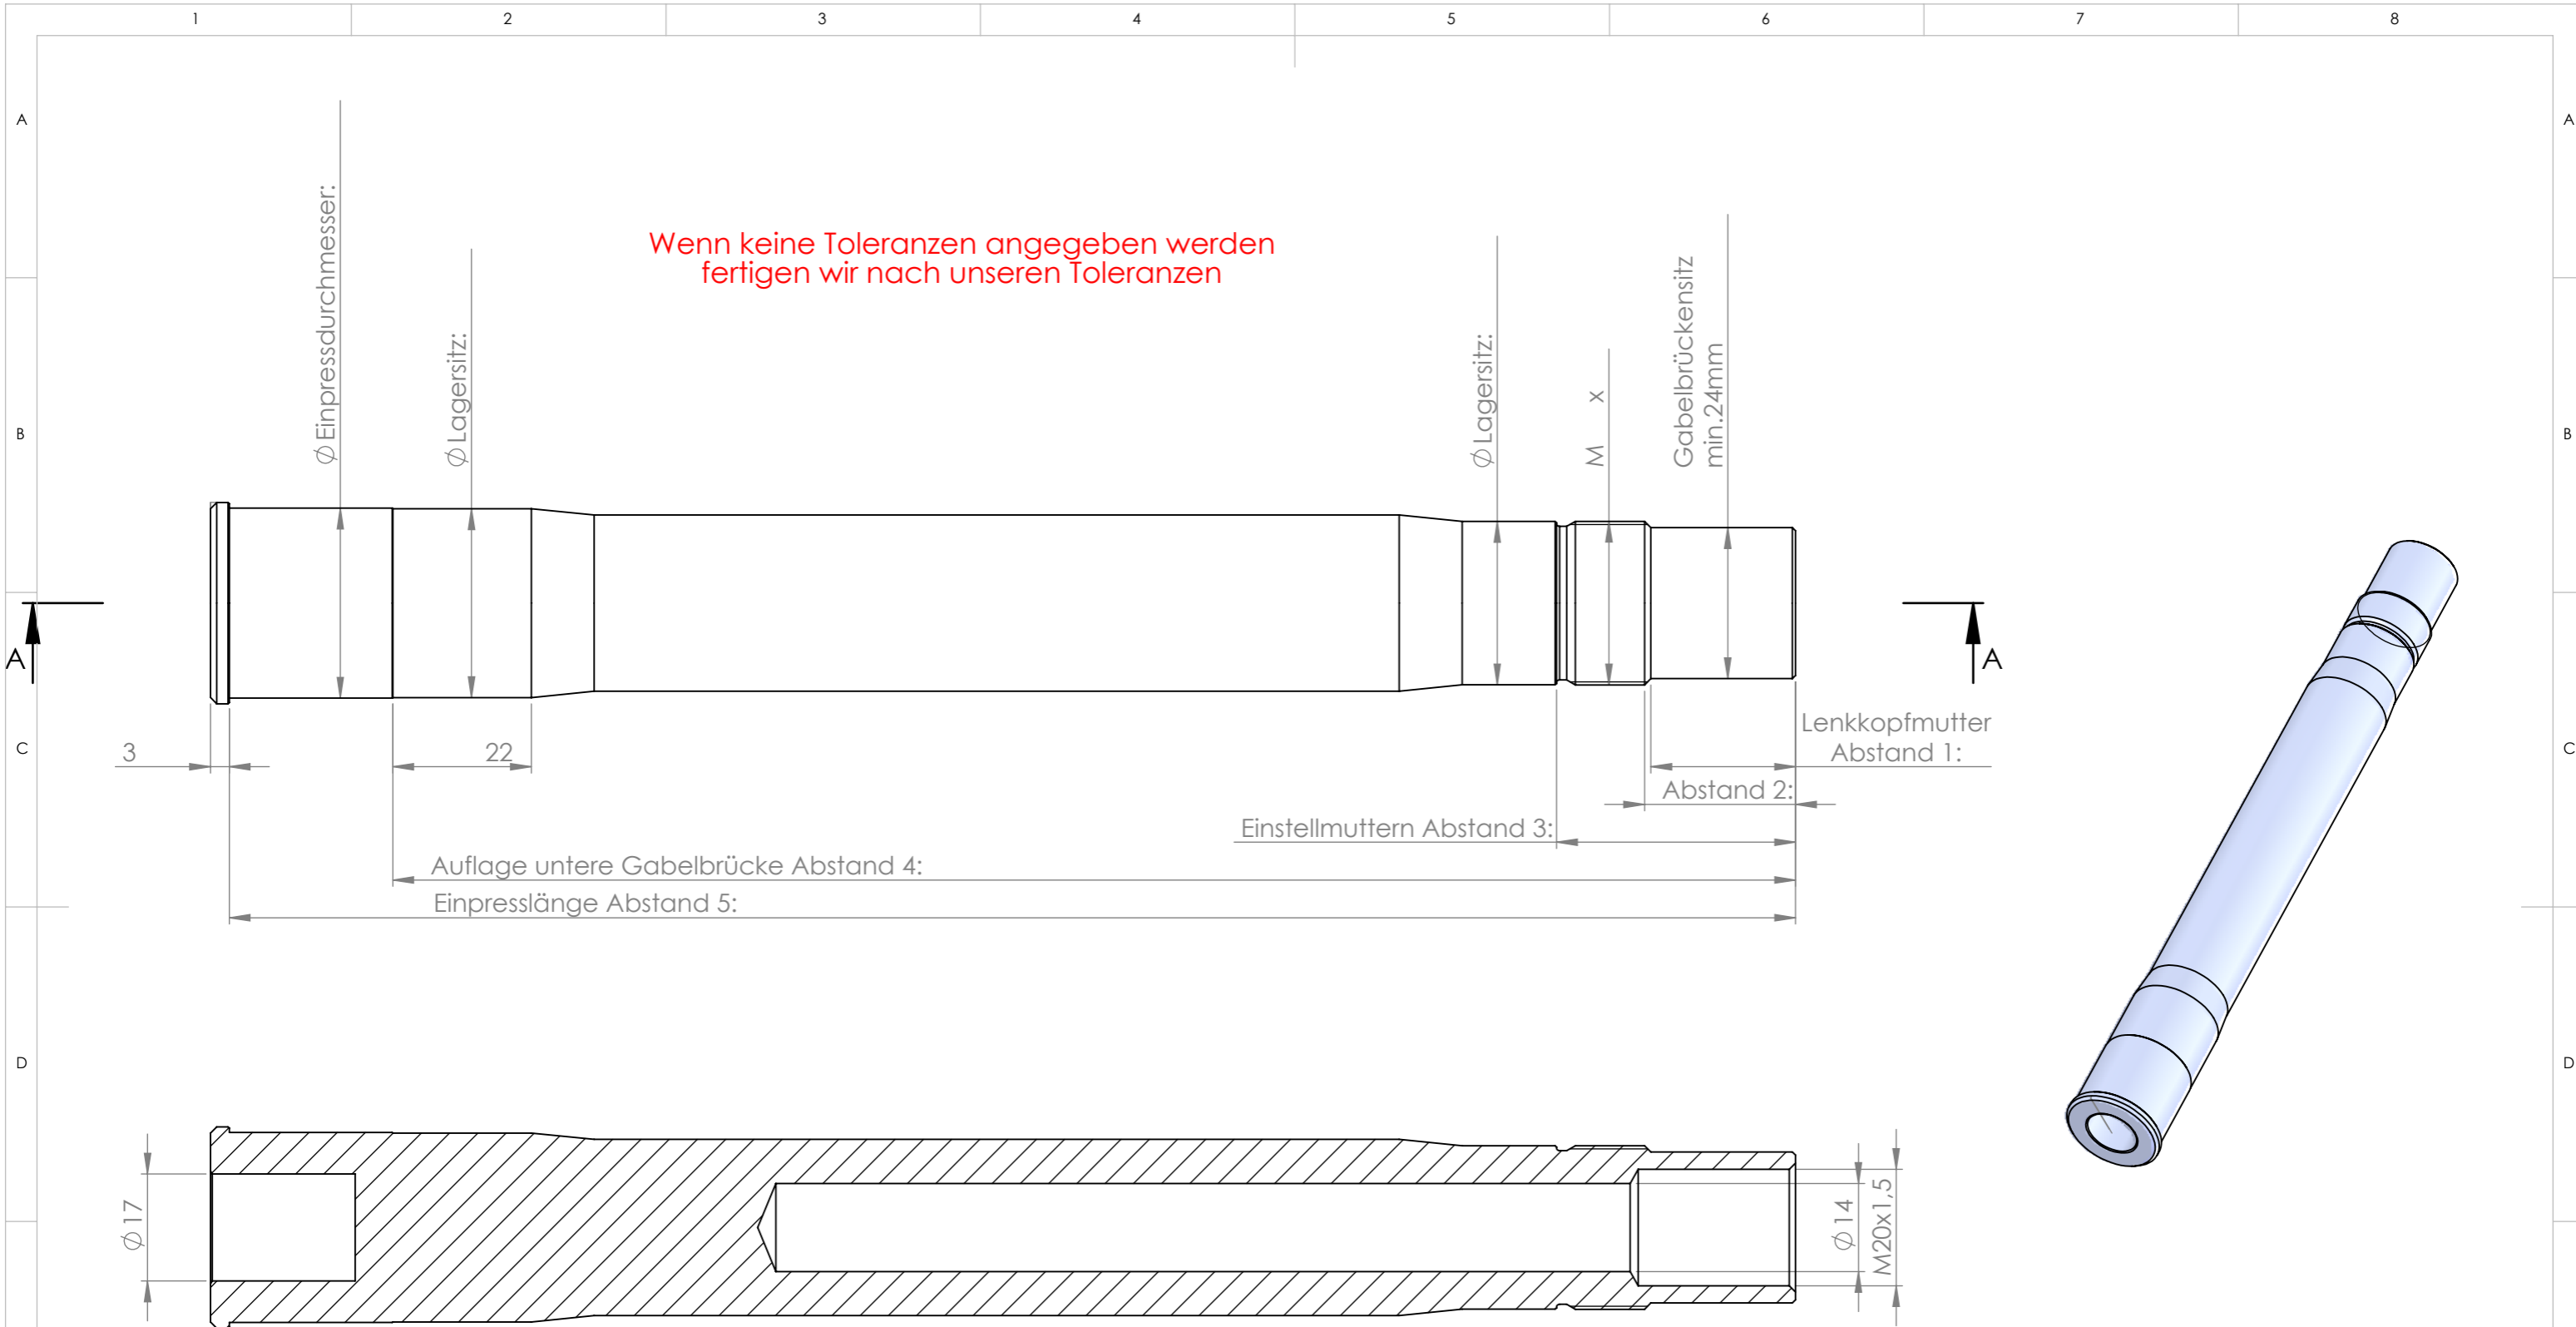 1 2 3 4 5 6 7 8
A A
Wenn keine Toleranzen angegeben werden
fertigen wir nach unseren Toleranzen
∅ Einpressdurchmesser:
∅ Lagersitz:
∅ Lagersitz:
M x
Gabelbrückensitz
min.24mm
B B
A A
C C
3
22
Lenkkopfmutter
Abstand 1:
Abstand 2:
Einstellmuttern Abstand 3:
Auflage untere Gabelbrücke Abstand 4:
Einpresslänge Abstand 5:
D D
∅17
∅14
M20x1,5